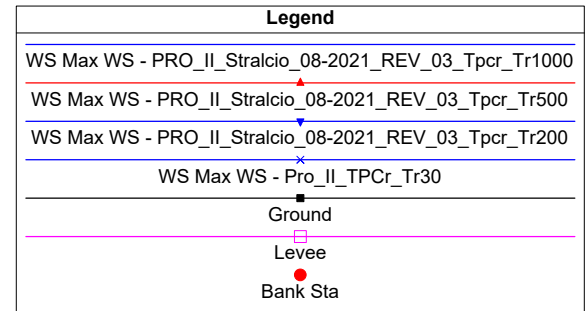 Legend
WS Max WS - PRO_II_Stralcio_08-2021_REV_03_Tpcr_Tr1000
WS Max WS - PRO_II_Stralcio_08-2021_REV_03_Tpcr_Tr500
WS Max WS - PRO_II_Stralcio_08-2021_REV_03_Tpcr_Tr200
WS Max WS - Pro_II_TPCr_Tr30
Ground
Levee
Bank Sta